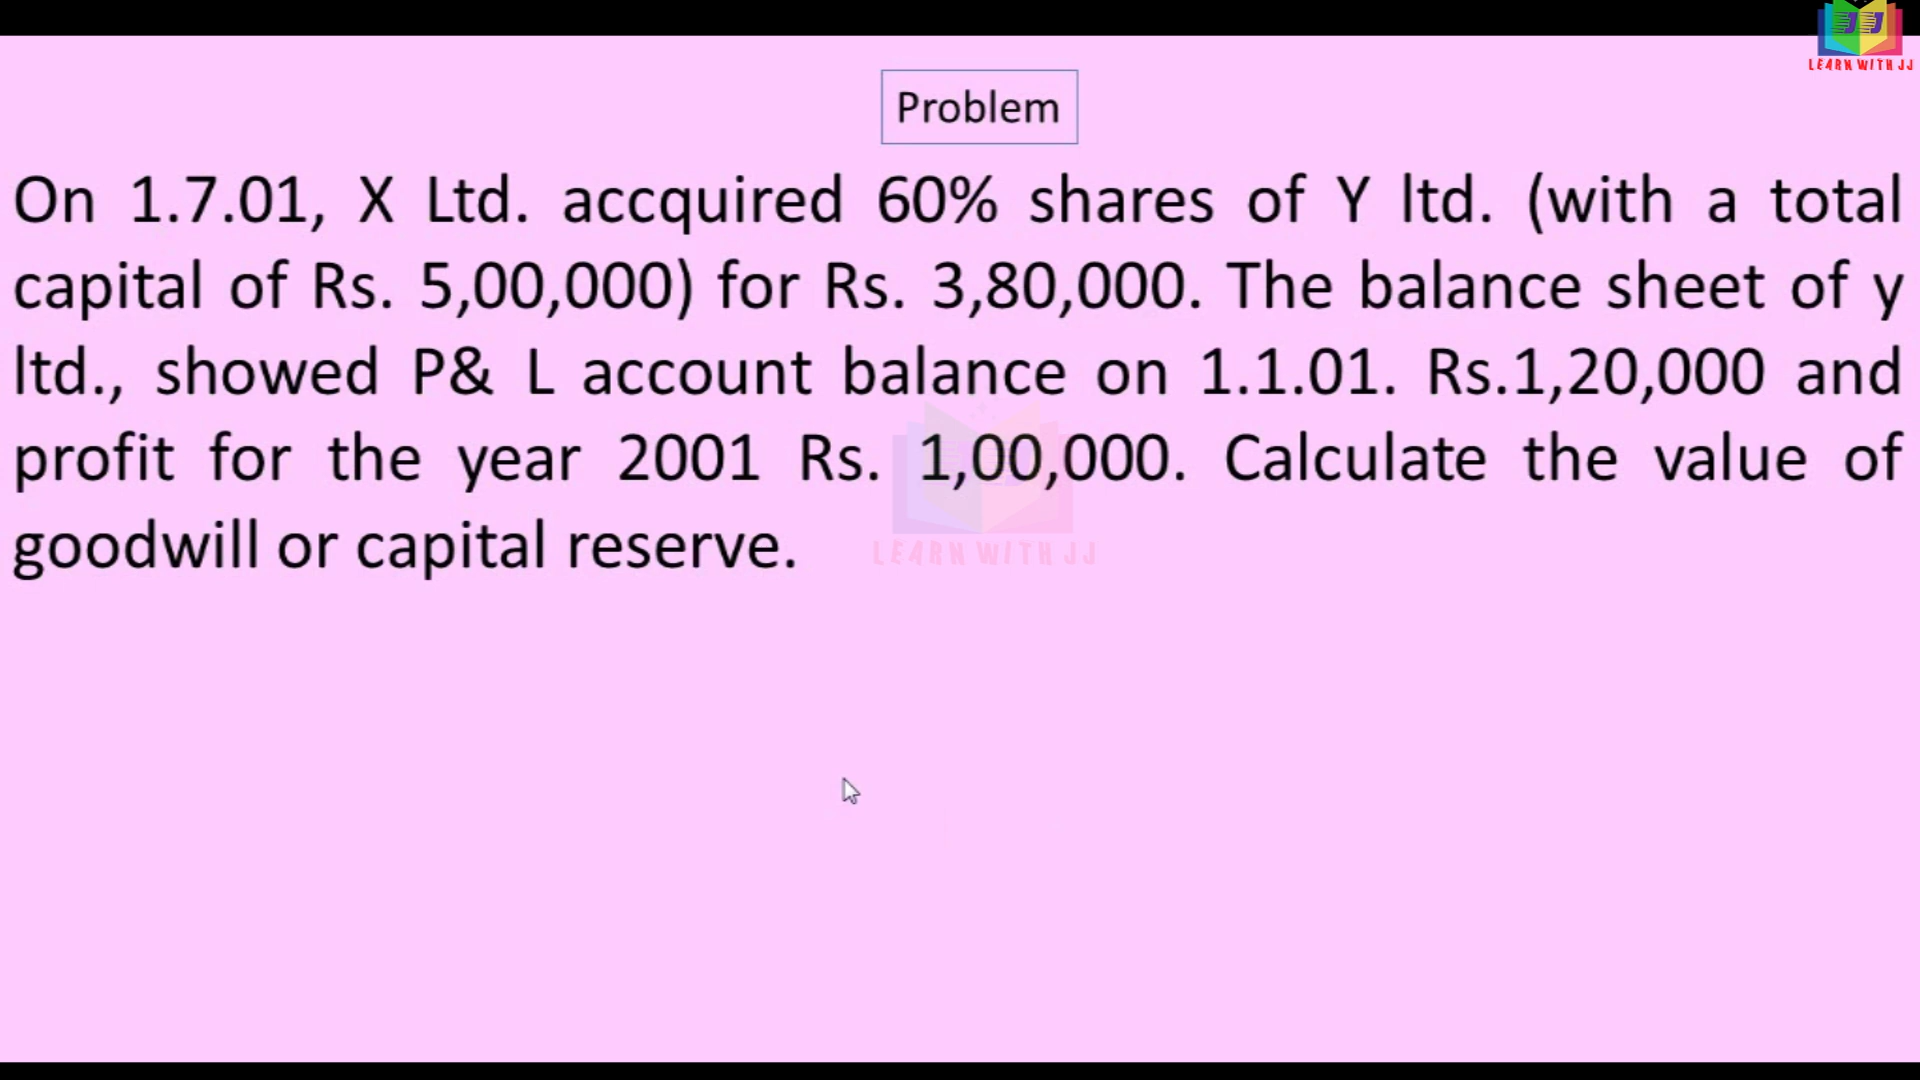 LEARN WITH JJ
Problem
On 1.7.01, X Ltd. accquired 60% shares of Y ltd. (with a total
capital of Rs. 5,00,000) for Rs. 3,80,000. The balance sheet of y
ltd., showed P& L account balance on 1.1.01. Rs.1,20,000 and
profit for the year 2001 Rs. 1,00,000. Calculate the value of
goodwill or capital reserve.
LEARN WITH JJ